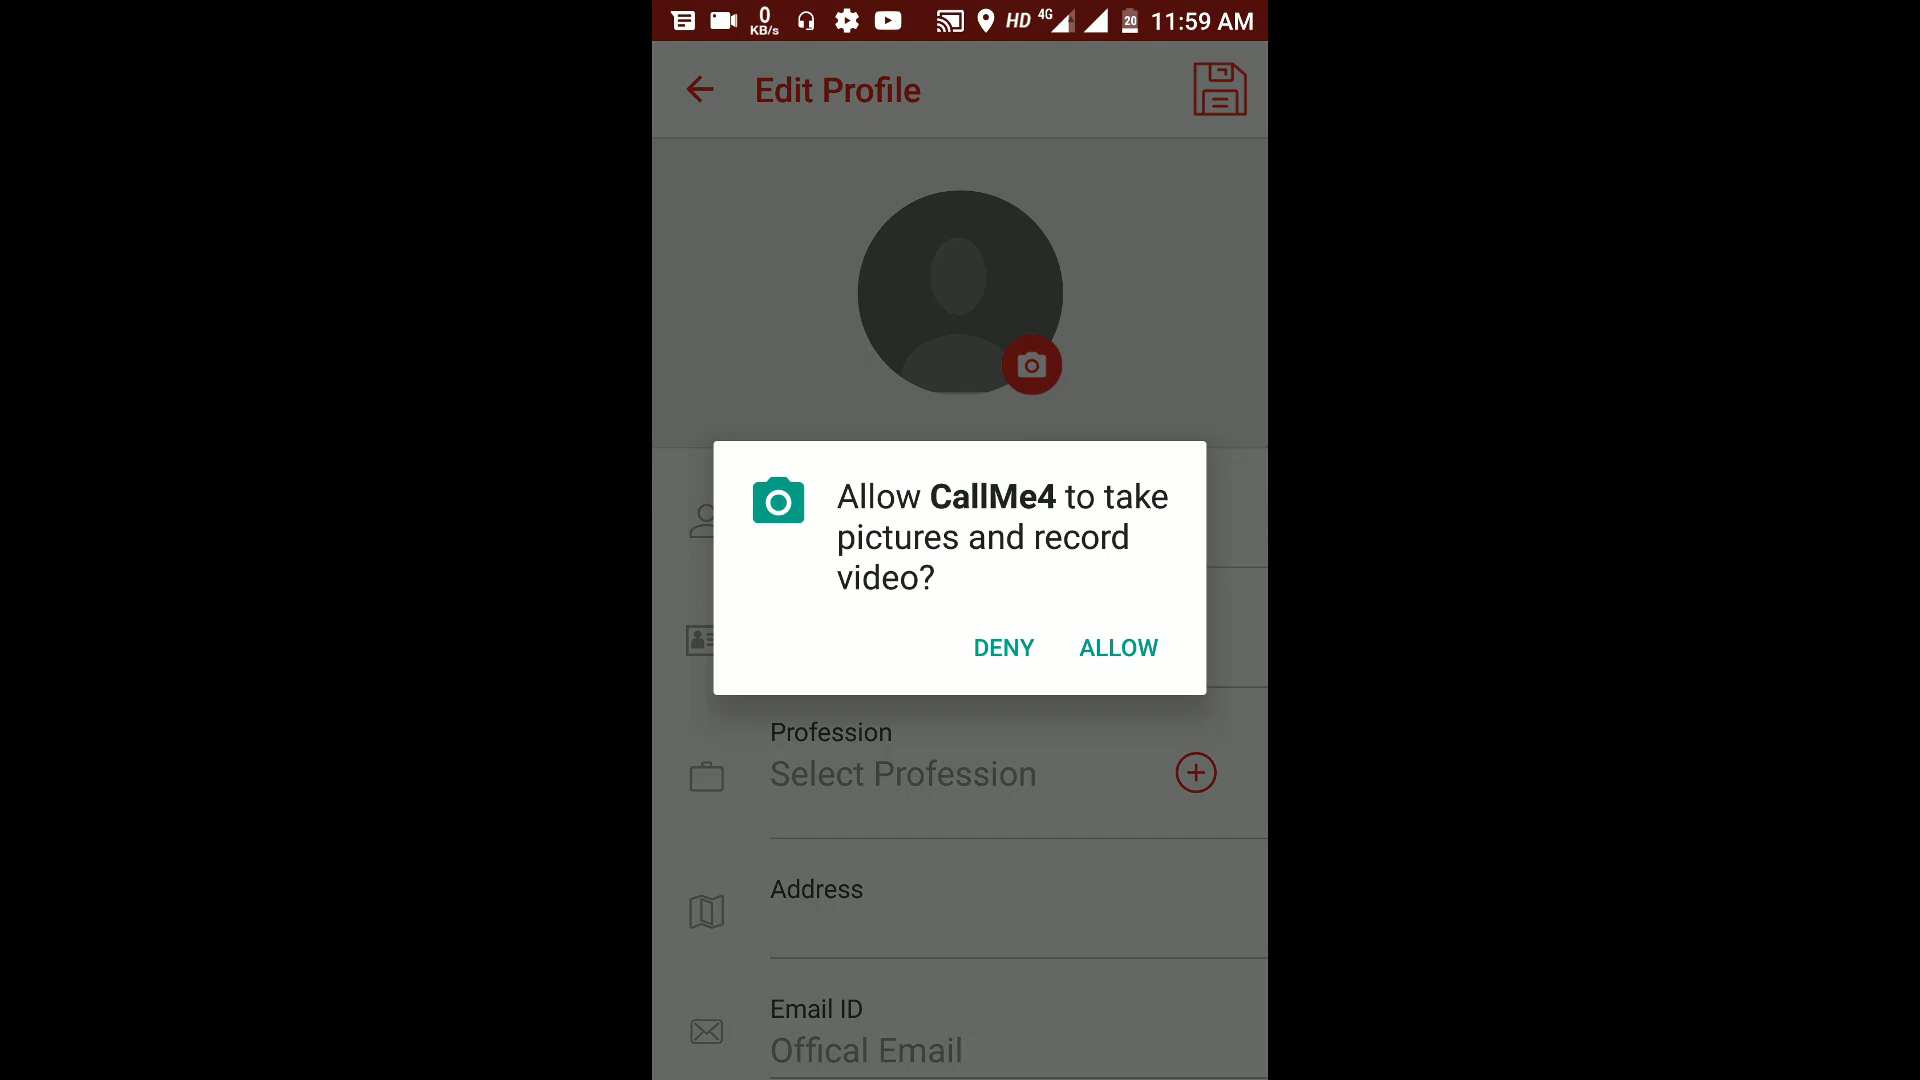 0
KB/s
HD
4G
20
11:59 AM
Edit Profile
Allow CallMe4 to take
pictures and record
video?
DENY
ALLOW
Profession
Select Profession
Address
Email ID
Offical Email